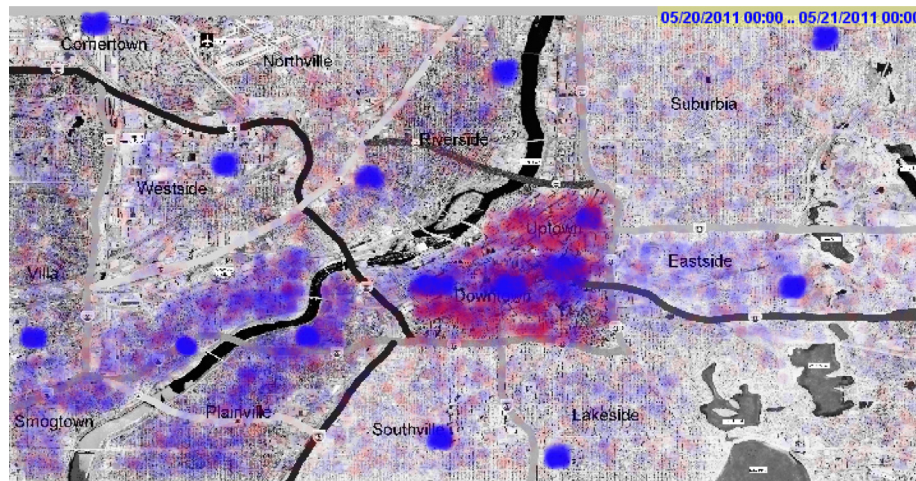 05/20/2011 00:00 .. 05/21/2011 00:00
Cornertown
Northville
Suburbia
Riverside
Westside
Uptown
Eastside
Villa
Downtown
Smogtown
Plainville
Southville
Lakeside